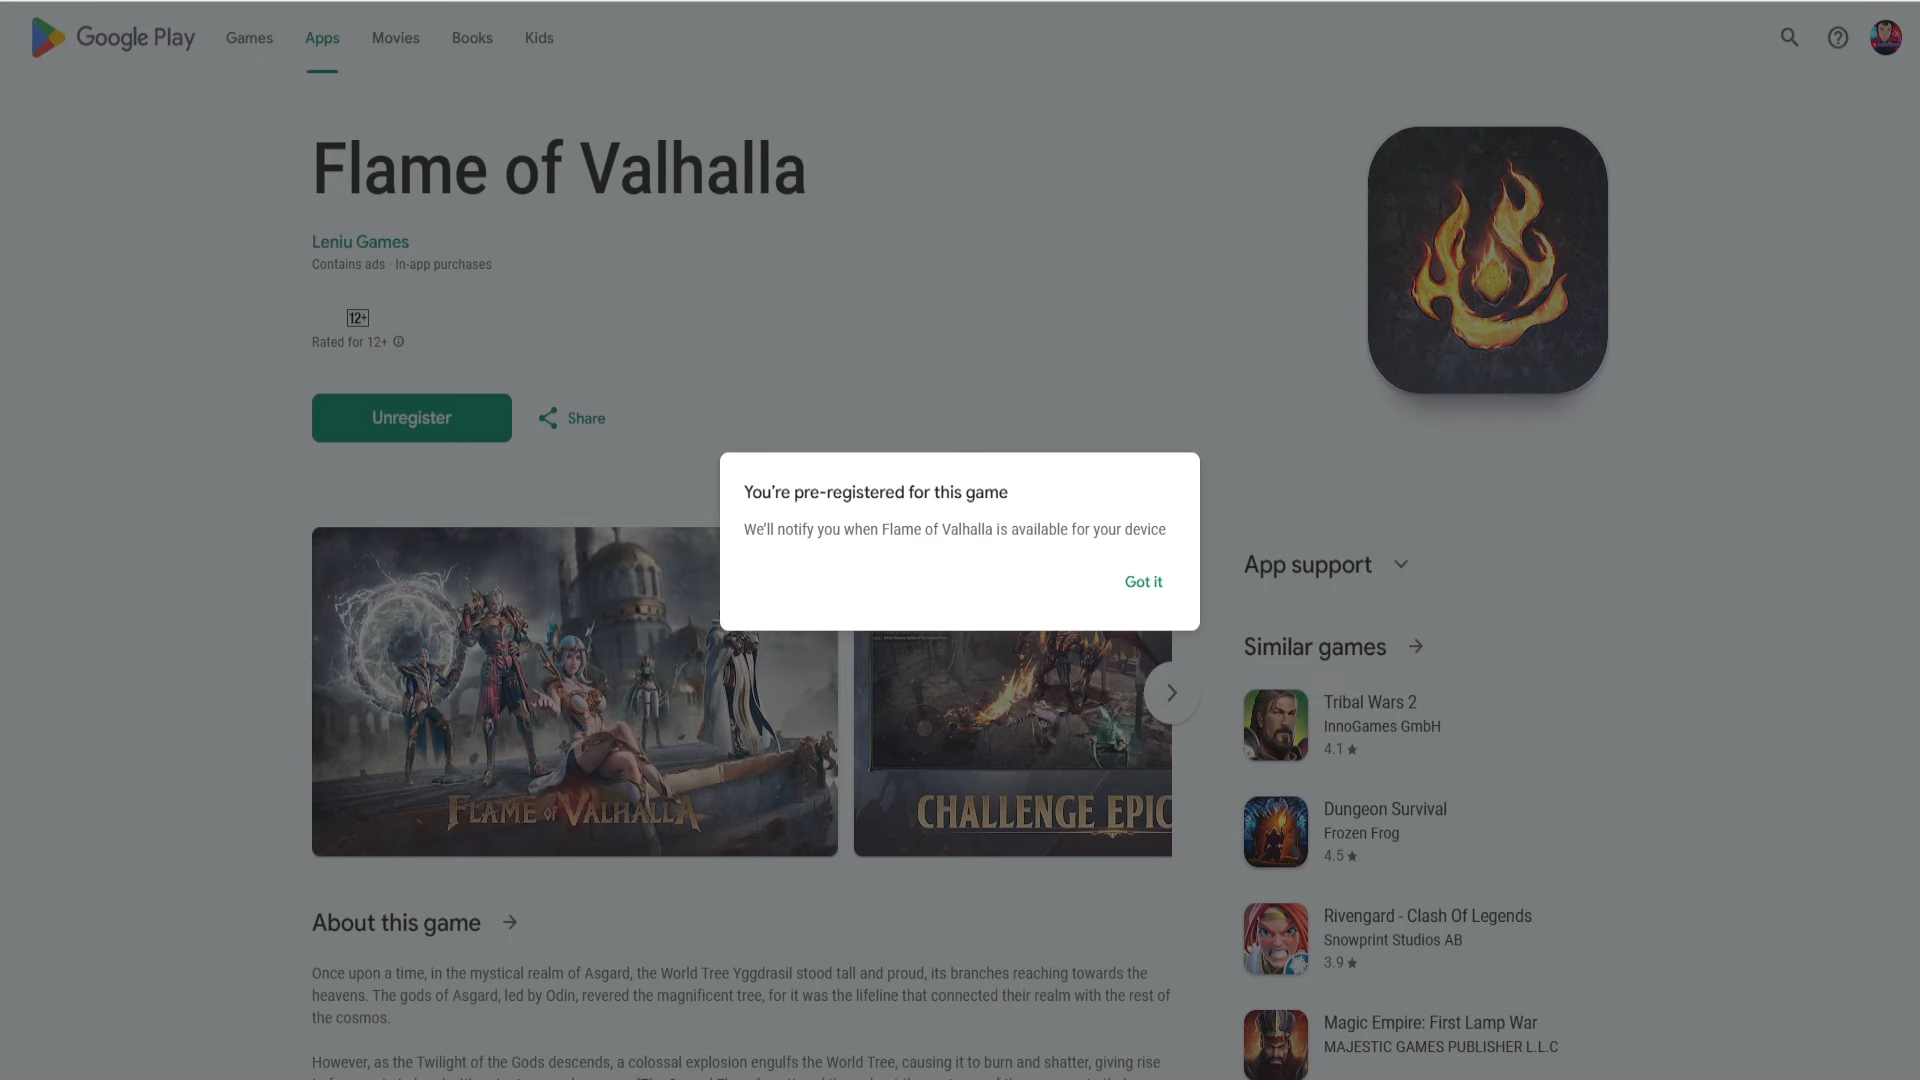 Google Play
Games
Apps
Movies
Books
Kids
Flame of Valhalla
Leniu Games
Contains ads · In-app purchases
12+
Rated for 12+
Unregister
Share
You're pre-registered for this game
We'll notify you when Flame of Valhalla is available for your device
Got it
FLAME OF VALHALLA
CHALLENGE EPIC
App support
Similar games
Tribal Wars 2
InnoGames GmbH
4.1
Dungeon Survival
Frozen Frog
4.5
Rivengard - Clash Of Legends
Snowprint Studios AB
3.9
Magic Empire: First Lamp War
MAJESTIC GAMES PUBLISHER L.L.C
About this game
Once upon a time, in the mystical realm of Asgard, the World Tree Yggdrasil stood tall and proud, its branches reaching towards the
heavens. The gods of Asgard, led by Odin, revered the magnificent tree, for it was the lifeline that connected their realm with the rest of
the cosmos.
However, as the Twilight of the Gods descends, a colossal explosion engulfs the World Tree, causing it to burn and shatter, giving rise